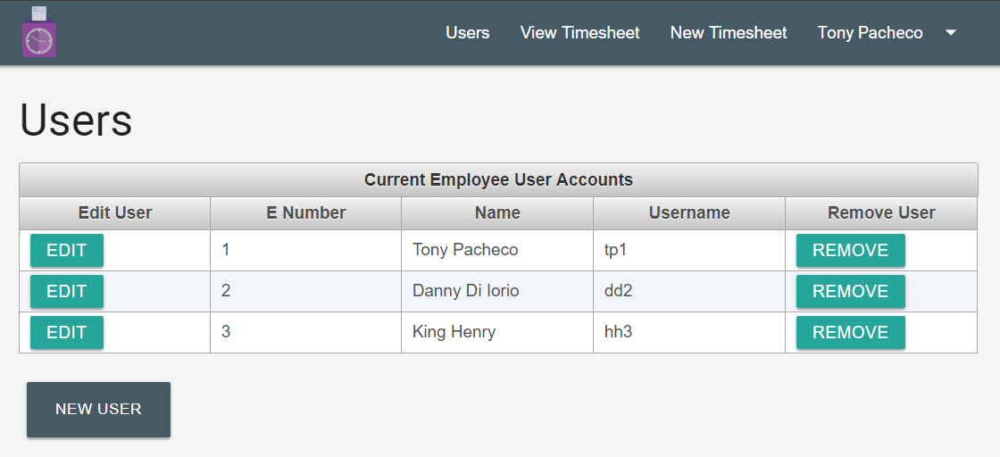 Users View Timesheet New Timesheet Tony Pacheco
Users
Current Employee User Accounts
Edit User E Number Name Username Remove User
EDIT 1 Tony Pacheco tp1 REMOVE
EDIT 2 Danny Di Iorio dd2 REMOVE
EDIT 3 King Henry hh3 REMOVE
NEW USER